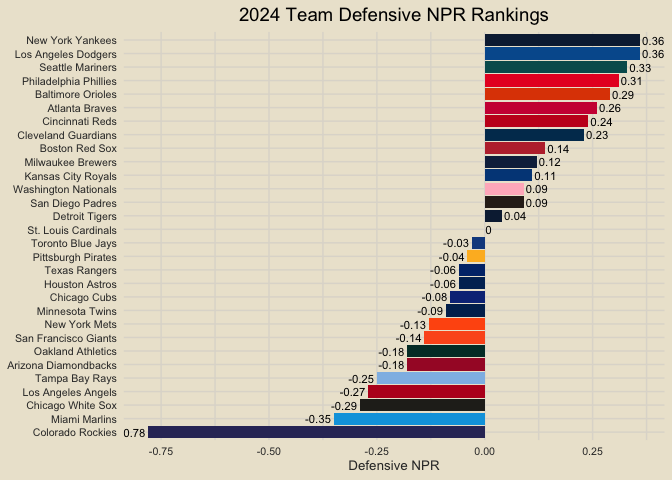 2024 Team Defensive NPR Rankings
New York Yankees 0.36
Los Angeles Dodgers 0.36
Seattle Mariners 0.33
Philadelphia Phillies 0.31
Baltimore Orioles 0.29
Atlanta Braves 0.26
Cincinnati Reds 0.24
Cleveland Guardians 0.23
Boston Red Sox 0.14
Milwaukee Brewers 0.12
Kansas City Royals 0.11
Washington Nationals 0.09
San Diego Padres 0.09
Detroit Tigers 0.04
St. Louis Cardinals 0
Toronto Blue Jays -0.03
Pittsburgh Pirates -0.04
Texas Rangers -0.06
Houston Astros -0.06
Chicago Cubs -0.08
Minnesota Twins -0.09
New York Mets -0.13
San Francisco Giants -0.14
Oakland Athletics -0.18
Arizona Diamondbacks -0.18
Tampa Bay Rays -0.25
Los Angeles Angels -0.27
Chicago White Sox -0.29
Miami Marlins -0.35
Colorado Rockies 0.78
-0.75 -0.50 -0.25 0.00 0.25
Defensive NPR